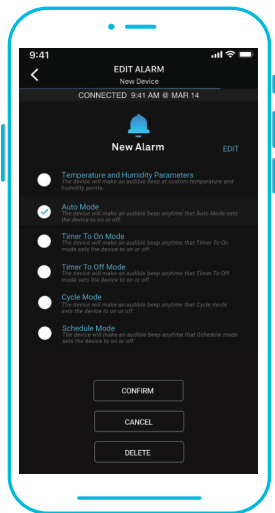 9:41
EDIT ALARM
New Device
CONNECTED 9:41 AM @ MAR 14
New Alarm
EDIT
Temperature and Humidity Parameters
The device will make an audible beep at custom temperature and
humidity points.
Auto Mode
The device will make an audible beep anytime that Auto Mode sets
the device to on or off.
Timer To On Mode
The device will make an audible beep anytime that Timer To On
mode sets the device to on or off.
Timer To Off Mode
The device will make an audible beep anytime that Timer To Off
mode sets the device to on or off.
Cycle Mode
The device will make an audible beep anytime that Cycle mode
sets the device to on or off.
Schedule Mode
The device will make an audible beep anytime that Schedule mode
sets the device to on or off.
CONFIRM
CANCEL
DELETE